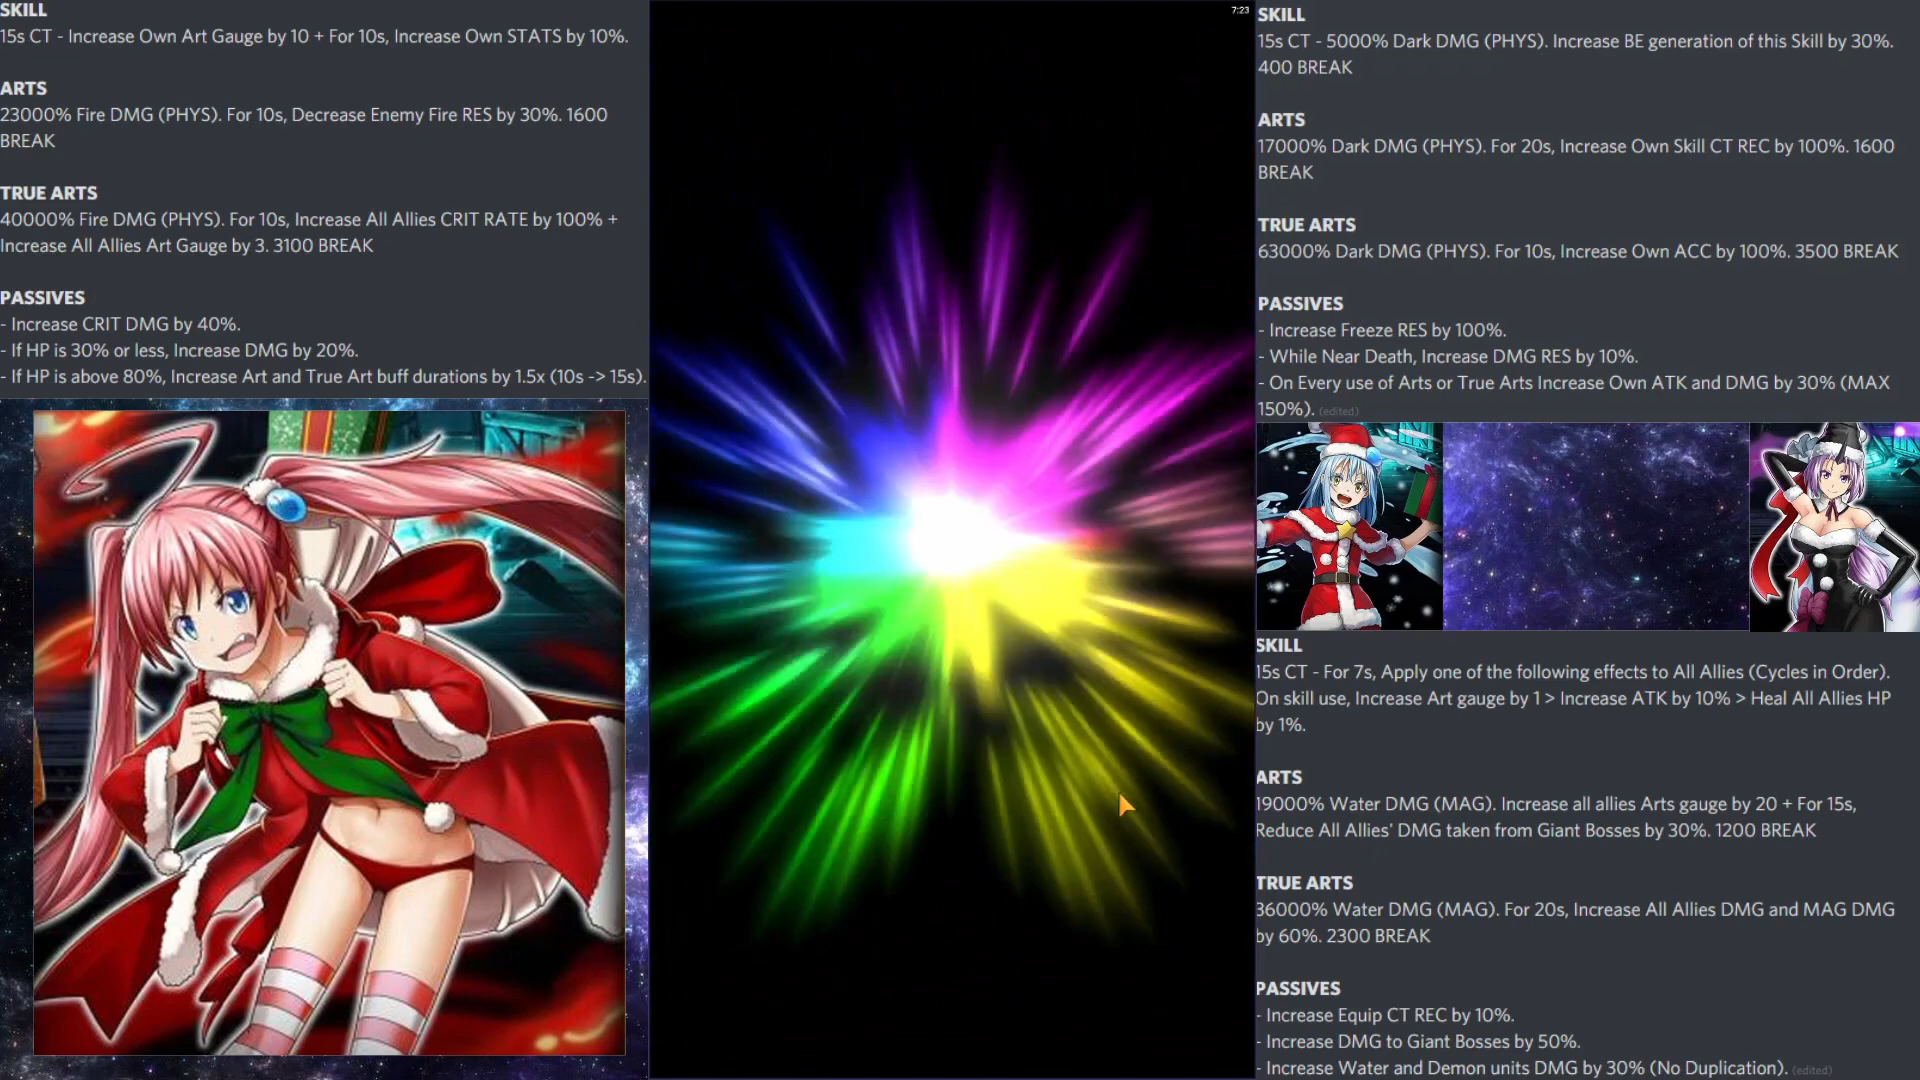 SKILL
15s CT - Increase Own Art Gauge by 10 + For 10s, Increase Own STATS by 10%.
ARTS
23000% Fire DMG (PHYS). For 10s, Decrease Enemy Fire RES by 30%. 1600
BREAK
TRUE ARTS
40000% Fire DMG (PHYS). For 10s, Increase All Allies CRIT RATE by 100% +
Increase All Allies Art Gauge by 3. 3100 BREAK
PASSIVES
- Increase CRIT DMG by 40%.
- If HP is 30% or less, Increase DMG by 20%.
- If HP is above 80%, Increase Art and True Art buff durations by 1.5x (10s -> 15s).
7:23
SKILL
15s CT - 5000% Dark DMG (PHYS). Increase BE generation of this Skill by 30%.
400 BREAK
ARTS
17000% Dark DMG (PHYS). For 20s, Increase Own Skill CT REC by 100%. 1600
BREAK
TRUE ARTS
63000% Dark DMG (PHYS). For 10s, Increase Own ACC by 100%. 3500 BREAK
PASSIVES
- Increase Freeze RES by 100%.
- While Near Death, Increase DMG RES by 10%.
- On Every use of Arts or True Arts Increase Own ATK and DMG by 30% (MAX
150%). (edited)
SKILL
15s CT - For 7s, Apply one of the following effects to All Allies (Cycles in Order).
On skill use, Increase Art gauge by 1 > Increase ATK by 10% > Heal All Allies HP
by 1%.
ARTS
19000% Water DMG (MAG). Increase all allies Arts gauge by 20 + For 15s,
Reduce All Allies' DMG taken from Giant Bosses by 30%. 1200 BREAK
TRUE ARTS
36000% Water DMG (MAG). For 20s, Increase All Allies DMG and MAG DMG
by 60%. 2300 BREAK
PASSIVES
- Increase Equip CT REC by 10%.
- Increase DMG to Giant Bosses by 50%.
- Increase Water and Demon units DMG by 30% (No Duplication). (edited)